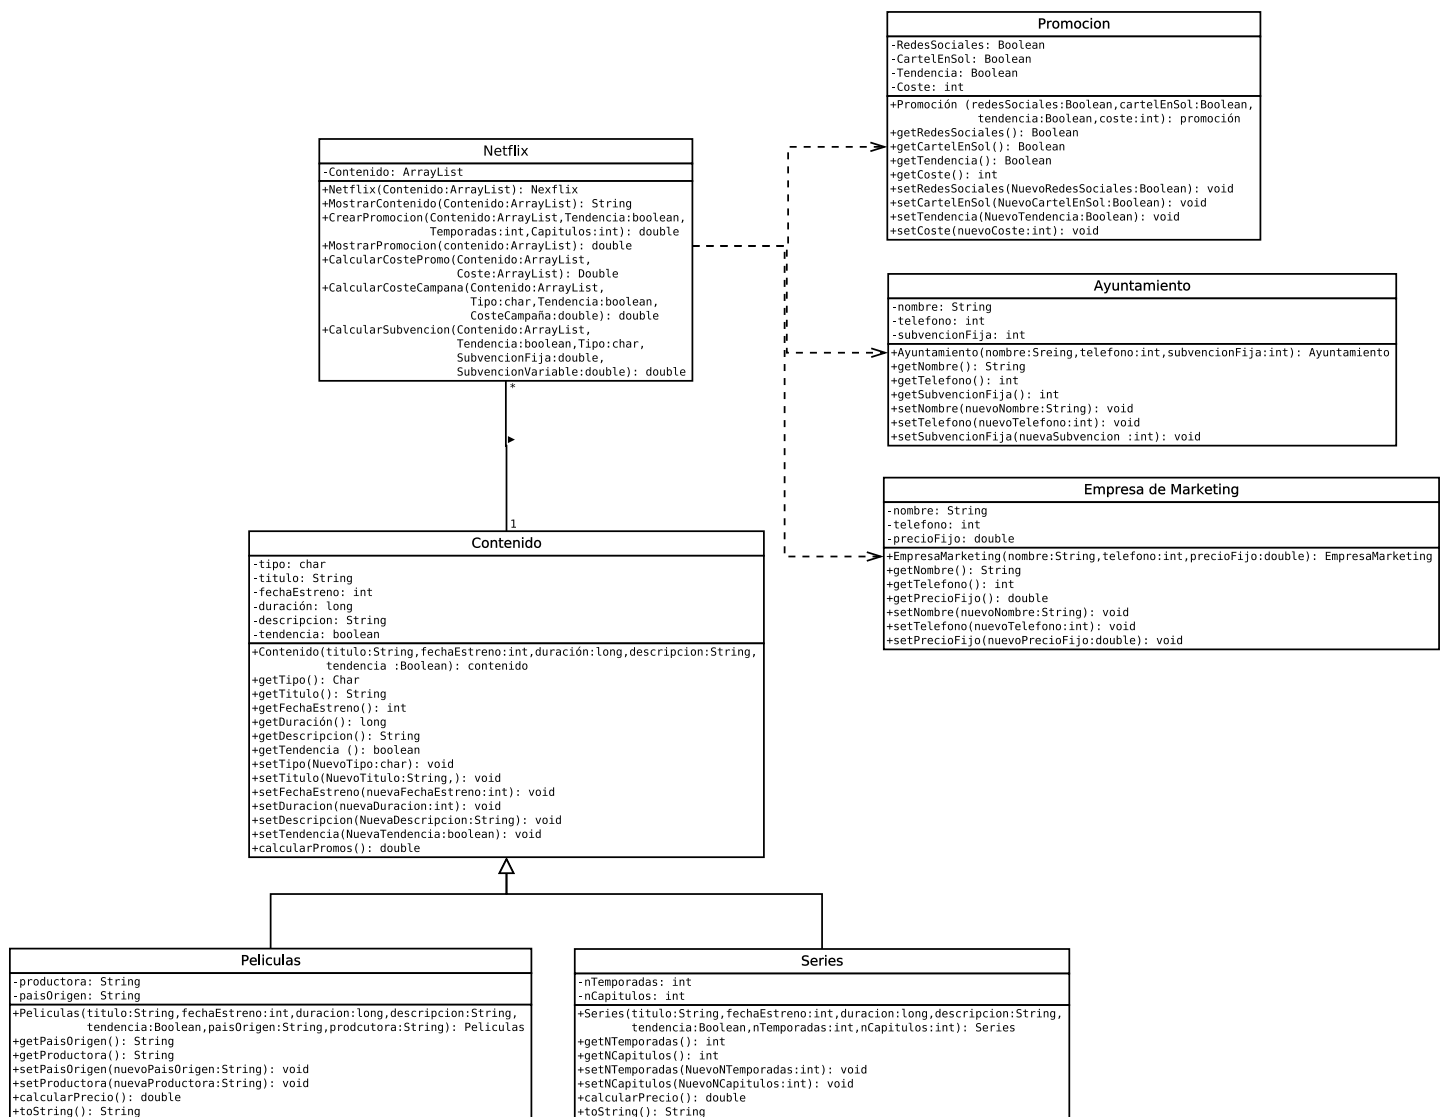 Promocion
-RedesSociales: Boolean
-CartelEnSol: Boolean
-Tendencia: Boolean
-Coste: int
+Promoción (redesSociales:Boolean,cartelEnSol:Boolean,
tendencia:Boolean,coste:int): promoción
+getRedesSociales(): Boolean
+getCartelEnSol(): Boolean
+getTendencia(): Boolean
+getCoste(): int
+setRedesSociales(NuevoRedesSociales:Boolean): void
+setCartelEnSol(NuevoCartelEnSol:Boolean): void
+setTendencia(NuevoTendencia:Boolean): void
+setCoste(nuevoCoste:int): void
Netflix
-Contenido: ArrayList
+Netflix(Contenido:ArrayList): Nexflix
+MostrarContenido(Contenido:ArrayList): String
+CrearPromocion(Contenido:ArrayList,Tendencia:boolean,
Temporadas:int,Capitulos:int): double
+MostrarPromocion(contenido:ArrayList): double
+CalcularCostePromo(Contenido:ArrayList,
Coste:ArrayList): Double
+CalcularCosteCampana(Contenido:ArrayList,
Tipo:char,Tendencia:boolean,
CosteCampaña:double): double
+CalcularSubvencion(Contenido:ArrayList,
Tendencia:boolean,Tipo:char,
SubvencionFija:double,
SubvencionVariable:double): double
*
1
Ayuntamiento
-nombre: String
-telefono: int
-subvencionFija: int
+Ayuntamiento(nombre:Sreing,telefono:int,subvencionFija:int): Ayuntamiento
+getNombre(): String
+getTelefono(): int
+getSubvencionFija(): int
+setNombre(nuevoNombre:String): void
+setTelefono(nuevoTelefono:int): void
+setSubvencionFija(nuevaSubvencion :int): void
Empresa de Marketing
-nombre: String
-telefono: int
-precioFijo: double
+EmpresaMarketing(nombre:String,telefono:int,precioFijo:double): EmpresaMarketing
+getNombre(): String
+getTelefono(): int
+getPrecioFijo(): double
+setNombre(nuevoNombre:String): void
+setTelefono(nuevoTelefono:int): void
+setPrecioFijo(nuevoPrecioFijo:double): void
Contenido
-tipo: char
-titulo: String
-fechaEstreno: int
-duración: long
-descripcion: String
-tendencia: boolean
+Contenido(titulo:String,fechaEstreno:int,duración:long,descripcion:String,
tendencia :Boolean): contenido
+getTipo(): Char
+getTitulo(): String
+getFechaEstreno(): int
+getDuración(): long
+getDescripcion(): String
+getTendencia (): boolean
+setTipo(NuevoTipo:char): void
+setTitulo(NuevoTitulo:String,): void
+setFechaEstreno(nuevaFechaEstreno:int): void
+setDuracion(nuevaDuracion:int): void
+setDescripcion(NuevaDescripcion:String): void
+setTendencia(NuevaTendencia:boolean): void
+calcularPromos(): double
Peliculas
-productora: String
-paisOrigen: String
+Peliculas(titulo:String,fechaEstreno:int,duracion:long,descripcion:String,
tendencia:Boolean,paisOrigen:String,prodcutora:String): Peliculas
+getPaisOrigen(): String
+getProductora(): String
+setPaisOrigen(nuevoPaisOrigen:String): void
+setProductora(nuevaProductora:String): void
+calcularPrecio(): double
+toString(): String
Series
-nTemporadas: int
-nCapitulos: int
+Series(titulo:String,fechaEstreno:int,duracion:long,descripcion:String,
tendencia:Boolean,nTemporadas:int,nCapitulos:int): Series
+getNTemporadas(): int
+getNCapitulos(): int
+setNTemporadas(NuevoNTemporadas:int): void
+setNCapitulos(NuevoNCapitulos:int): void
+calcularPrecio(): double
+toString(): String